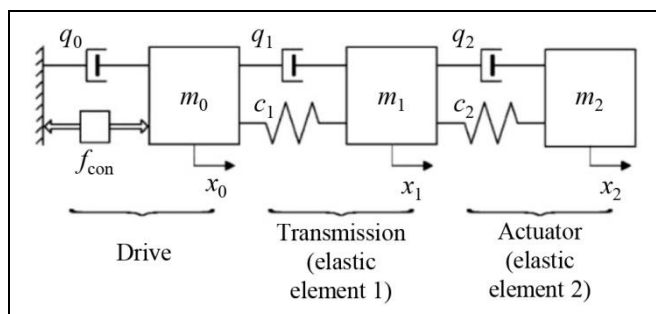 q₀ q₁ q₂
m₀ c₁ m₁ c₂ m₂
f_con
x₀ x₁ x₂
Drive
Transmission
(elastic
element 1)
Actuator
(elastic
element 2)